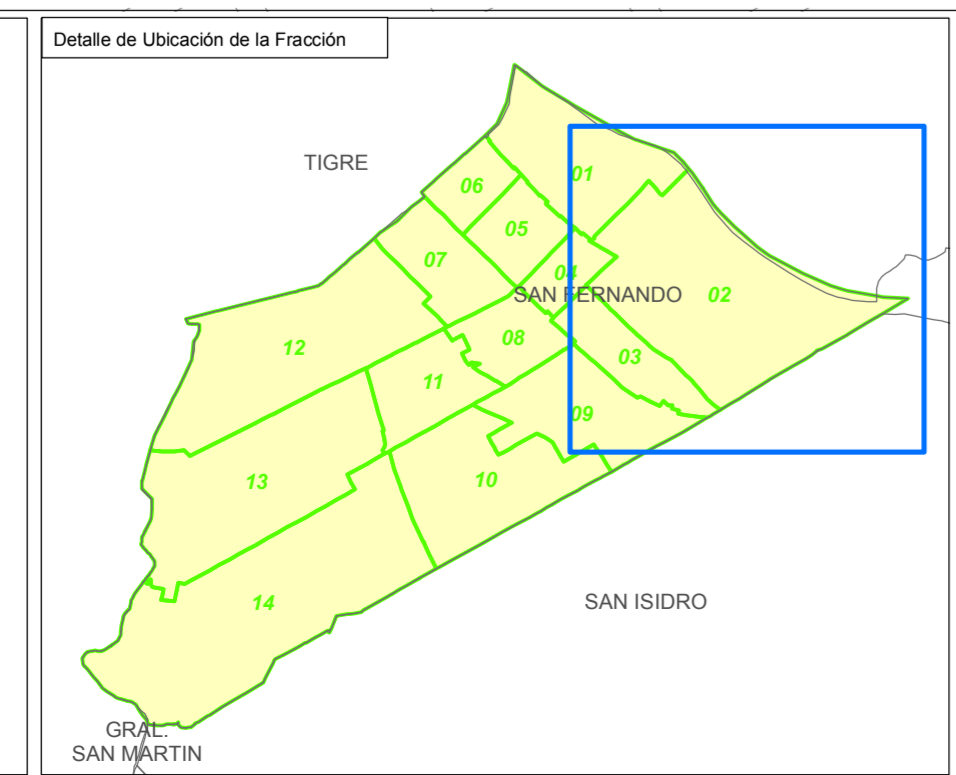 Detalle de Ubicación de la Fracción
TIGRE
01
06
05
07
04
SAN FERNANDO
02
12
08
03
11
09
13
10
14
SAN ISIDRO
GRAL.
SAN MARTIN